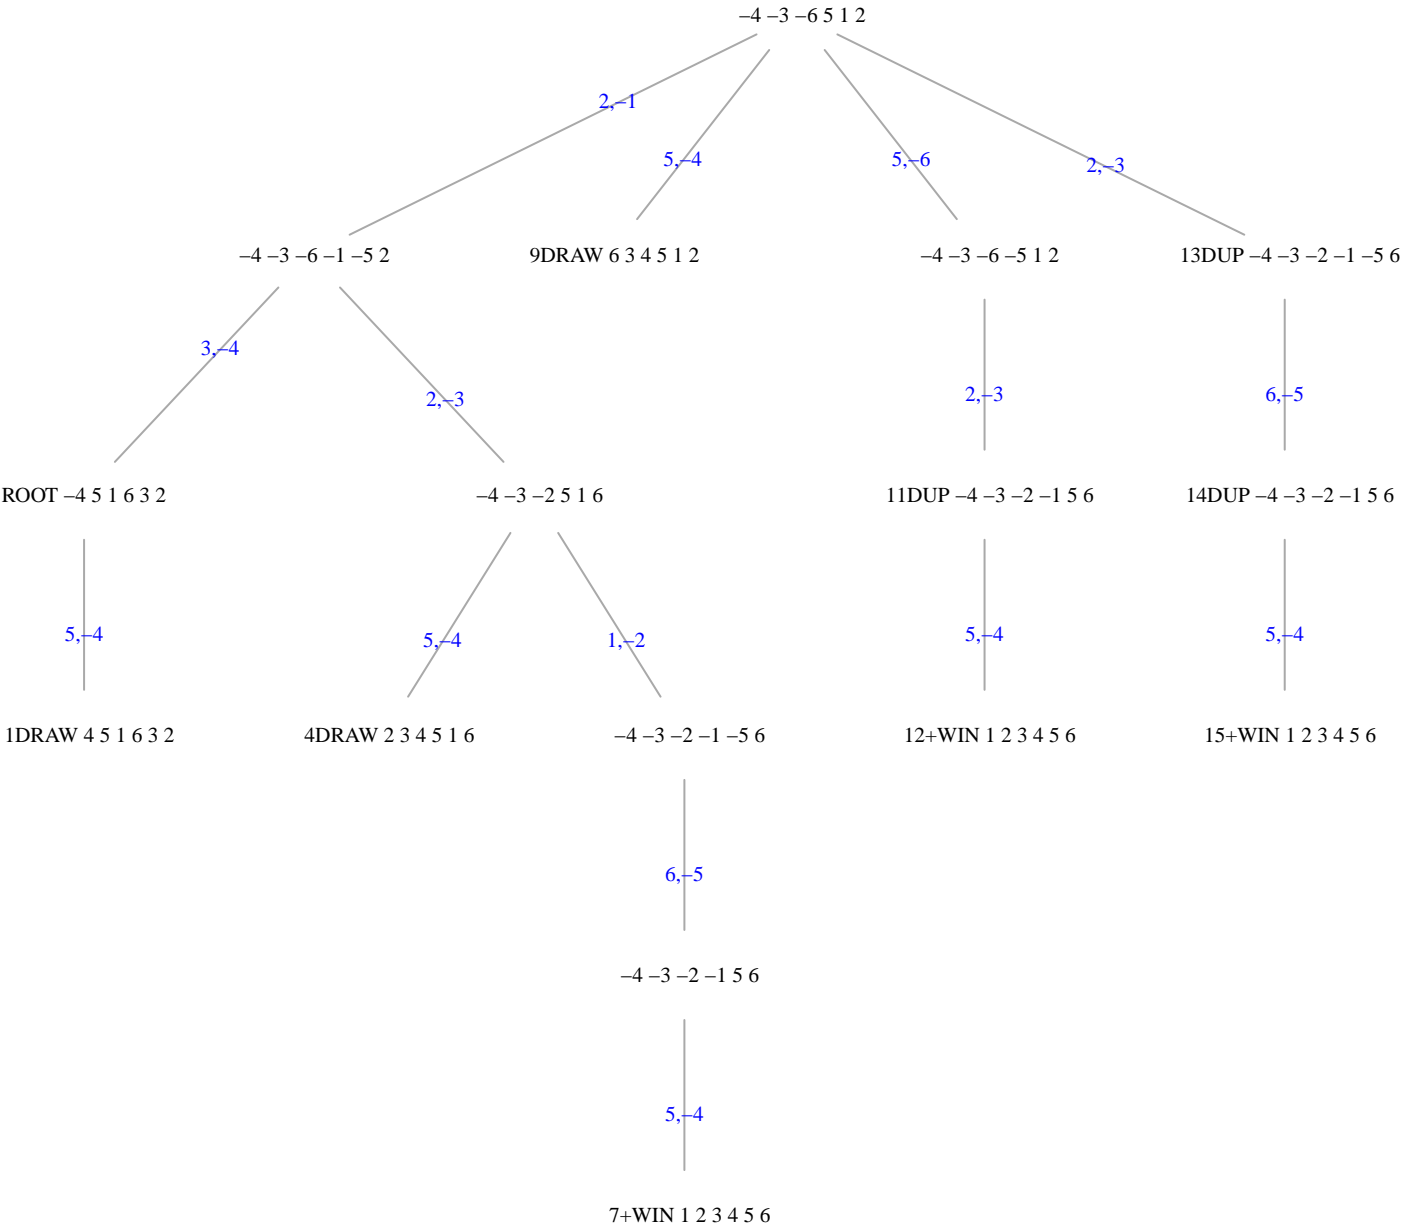 −4 −3 −6 5 1 2
2,−1
5,−4
5,−6
2,−3
−4 −3 −6 −1 −5 2
9DRAW 6 3 4 5 1 2
−4 −3 −6 −5 1 2
13DUP −4 −3 −2 −1 −5 6
3,−4
2,−3
2,−3
6,−5
ROOT −4 5 1 6 3 2
−4 −3 −2 5 1 6
11DUP −4 −3 −2 −1 5 6
14DUP −4 −3 −2 −1 5 6
5,−4
5,−4
1,−2
5,−4
5,−4
1DRAW 4 5 1 6 3 2
4DRAW 2 3 4 5 1 6
−4 −3 −2 −1 −5 6
12+WIN 1 2 3 4 5 6
15+WIN 1 2 3 4 5 6
6,−5
−4 −3 −2 −1 5 6
5,−4
7+WIN 1 2 3 4 5 6